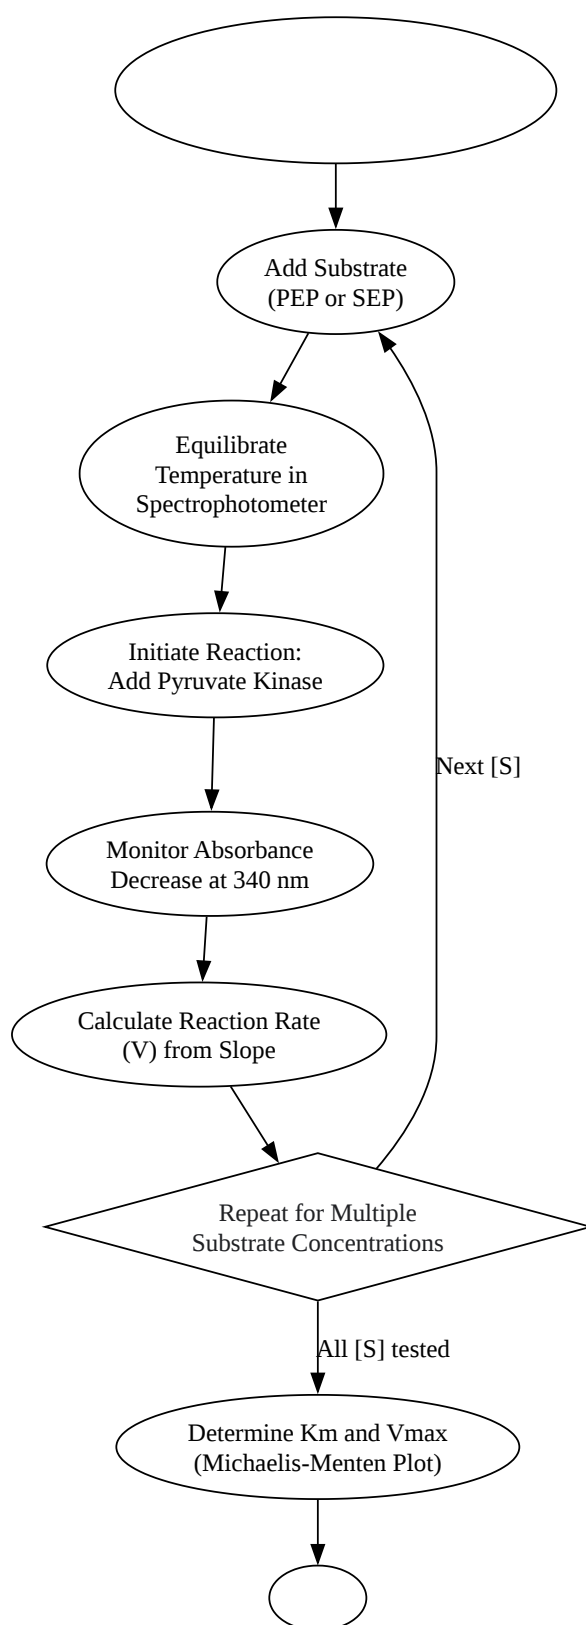 Add Substrate
(PEP or SEP)
Equilibrate
Temperature in
Spectrophotometer
Initiate Reaction:
Add Pyruvate Kinase
Next [S]
Monitor Absorbance
Decrease at 340 nm
Calculate Reaction Rate
(V) from Slope
Repeat for Multiple
Substrate Concentrations
All [S] tested
Determine Km and Vmax
(Michaelis-Menten Plot)